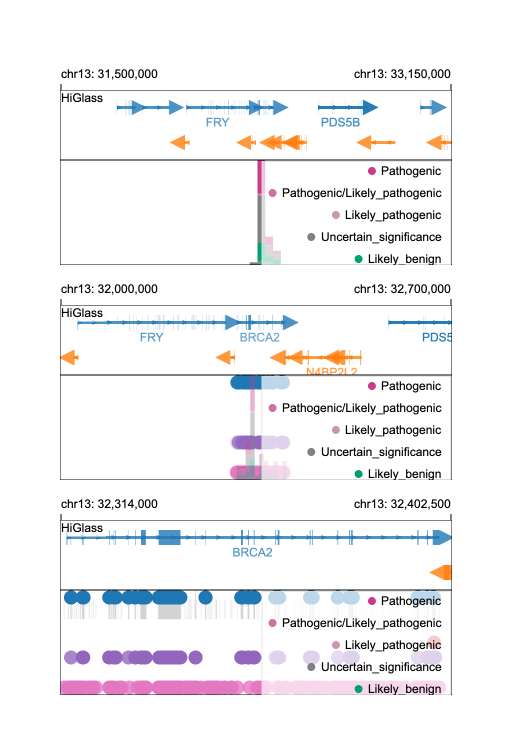 chr13: 31,500,000 chr13: 33,150,000
HiGlass
FRY PDS5B
Pathogenic
Pathogenic/Likely_pathogenic
Likely_pathogenic
Uncertain_significance
Likely_benign
chr13: 32,000,000 chr13: 32,700,000
HiGlass
FRY BRCA2 PDS5
N4BP2L2
Pathogenic
Pathogenic/Likely_pathogenic
Likely_pathogenic
Uncertain_significance
Likely_benign
chr13: 32,314,000 chr13: 32,402,500
HiGlass
BRCA2
Pathogenic
Pathogenic/Likely_pathogenic
Likely_pathogenic
Uncertain_significance
Likely_benign